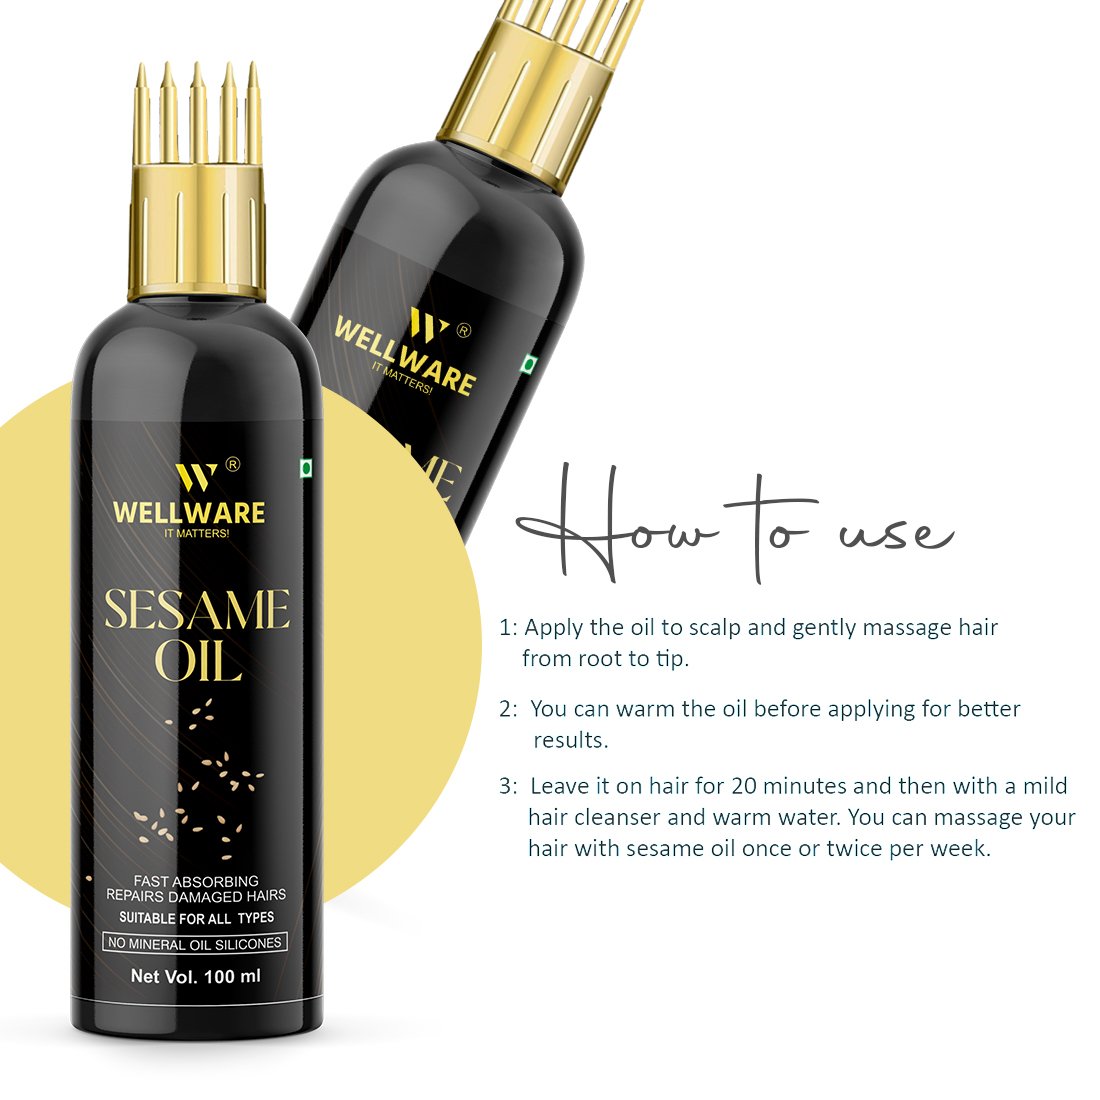 W ®
WELLWARE
IT MATTERS!
ME
W ®
WELLWARE
IT MATTERS!
SESAME
OIL
FAST ABSORBING
REPAIRS DAMAGED HAIRS
SUITABLE FOR ALL TYPES
NO MINERAL OIL SILICONES
Net Vol. 100 ml
How to use
1: Apply the oil to scalp and gently massage hair
from root to tip.
2: You can warm the oil before applying for better
results.
3: Leave it on hair for 20 minutes and then with a mild
hair cleanser and warm water. You can massage your
hair with sesame oil once or twice per week.